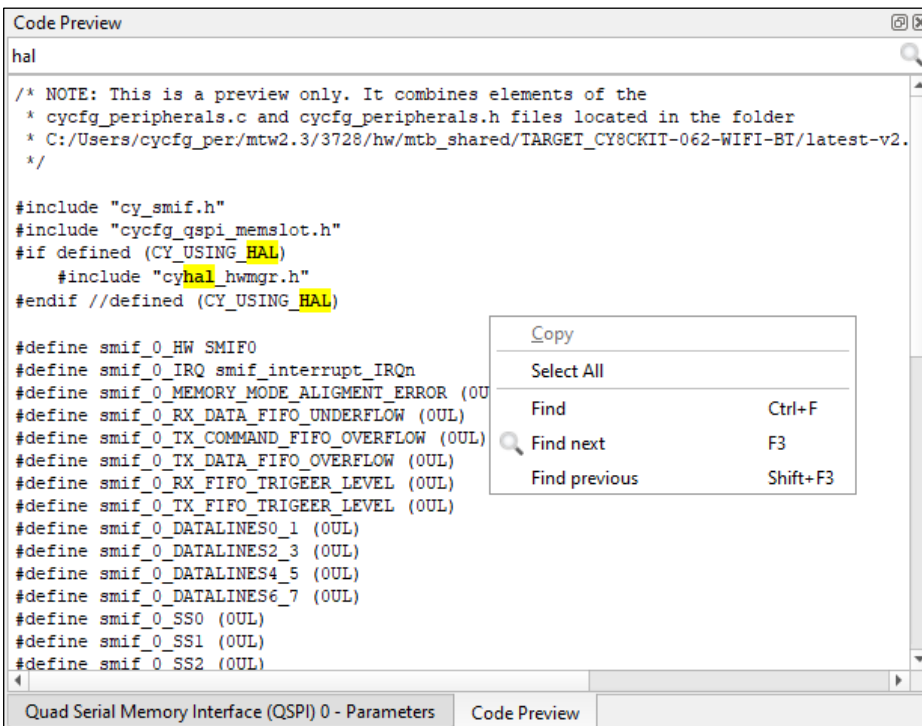 Code Preview
hal
/* NOTE: This is a preview only. It combines elements of the
 * cycfg_peripherals.c and cycfg_peripherals.h files located in the folder
 * C:/Users/cycfg_per/mtw2.3/3728/hw/mtb_shared/TARGET_CY8CKIT-062-WIFI-BT/latest-v2.
 */
#include "cy_smif.h"
#include "cycfg_qspi_memslot.h"
#if defined (CY_USING_HAL)
    #include "cyhal_hwmgr.h"
#endif //defined (CY_USING_HAL)
#define smif_0_HW SMIF0
#define smif_0_IRQ smif_interrupt_IRQn
#define smif_0_MEMORY_MODE_ALIGMENT_ERROR (0U
#define smif_0_RX_DATA_FIFO_UNDERFLOW (0UL)
#define smif_0_TX_COMMAND_FIFO_OVERFLOW (0UL)
#define smif_0_TX_DATA_FIFO_OVERFLOW (0UL)
#define smif_0_RX_FIFO_TRIGEER_LEVEL (0UL)
#define smif_0_TX_FIFO_TRIGEER_LEVEL (0UL)
#define smif_0_DATALINES0_1 (0UL)
#define smif_0_DATALINES2_3 (0UL)
#define smif_0_DATALINES4_5 (0UL)
#define smif_0_DATALINES6_7 (0UL)
#define smif_0_SS0 (0UL)
#define smif_0_SS1 (0UL)
#define smif_0_SS2 (0UL)
Copy
Select All
Find Ctrl+F
Find next F3
Find previous Shift+F3
Quad Serial Memory Interface (QSPI) 0 - Parameters Code Preview